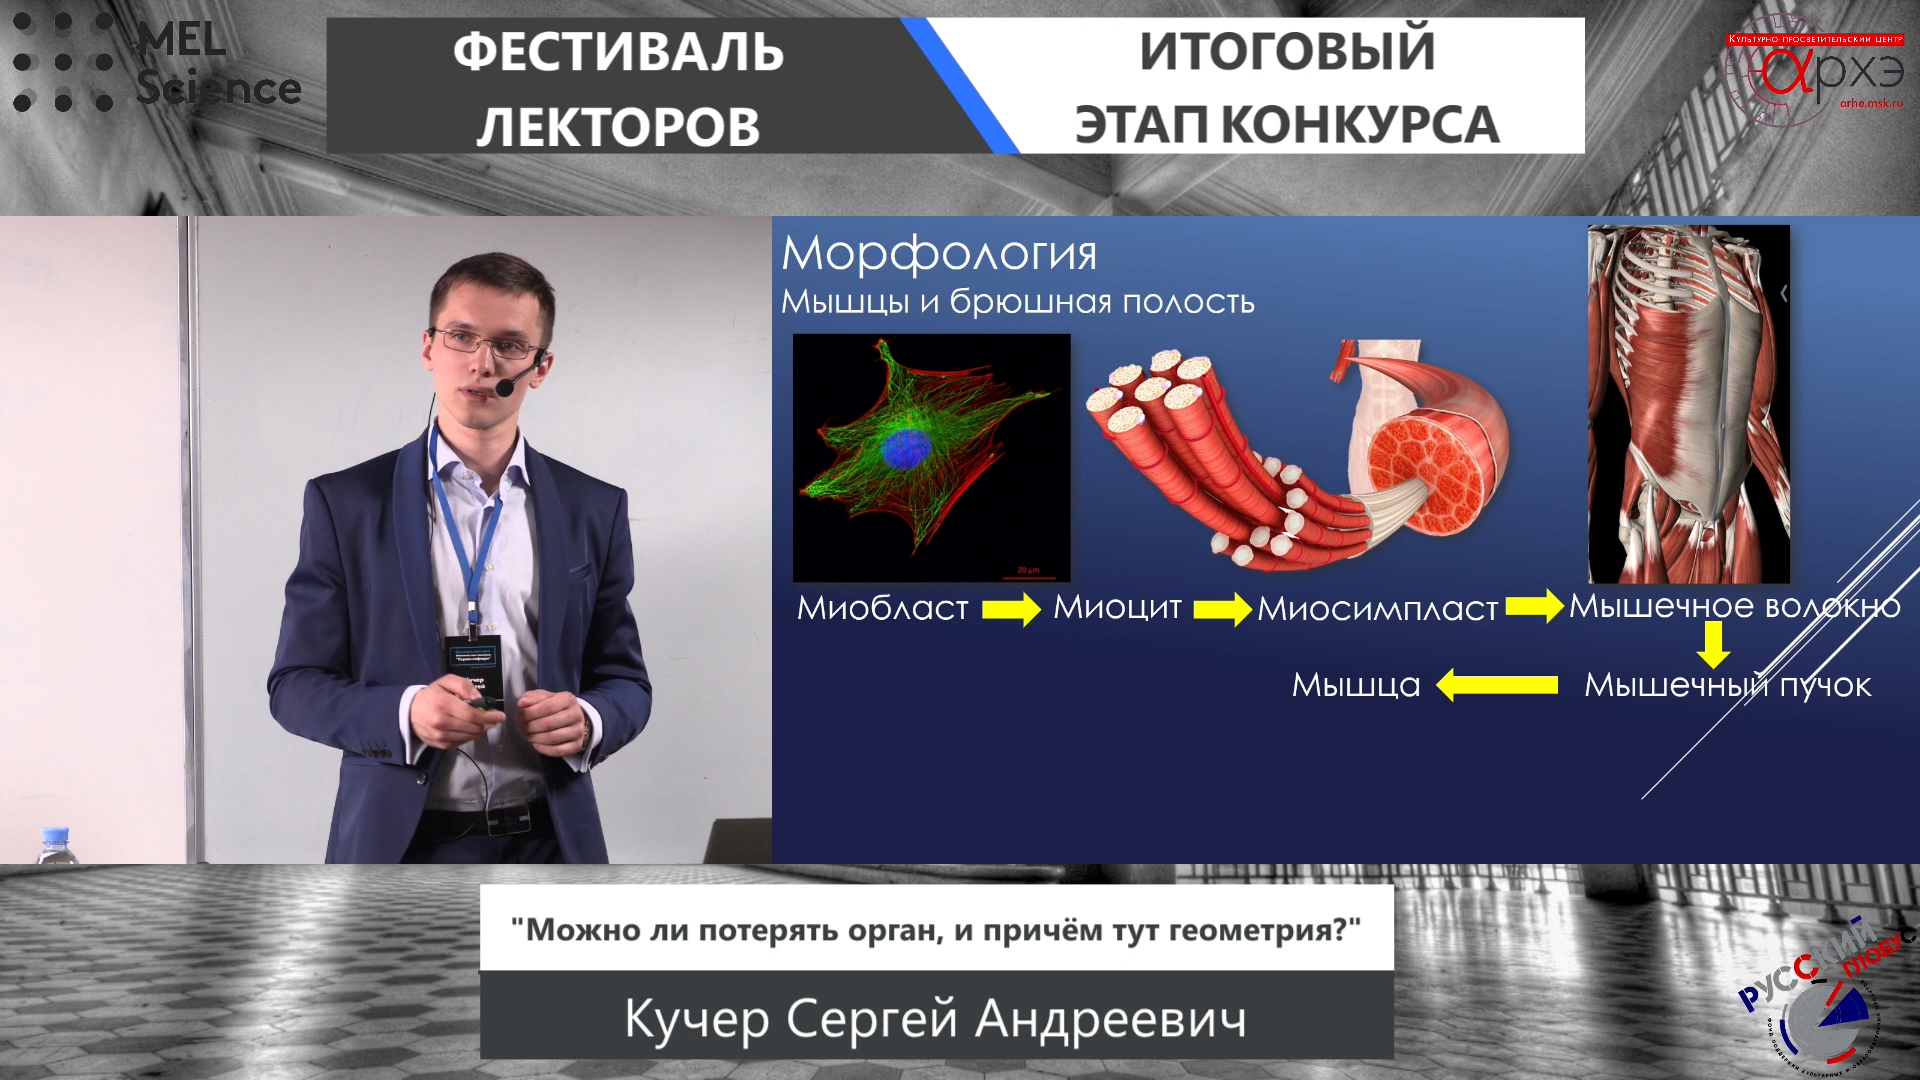 MEL
Science
ФЕСТИВАЛЬ
ЛЕКТОРОВ
ИТОГОВЫЙ
ЭТАП КОНКУРСА
КУЛЬТУРНО-ПРОСВЕТИТЕЛЬСКИЙ ЦЕНТР
αрхэ
arhe.msk.ru
Морфология
Мышцы и брюшная полость
20 µm
Миобласт Миоцит Миосимпласт Мышечное волокно
Мышца Мышечный пучок
Кучер
"Можно ли потерять орган, и причём тут геометрия?"
Кучер Сергей Андреевич
РУССКИЙ
ГЛОБУС